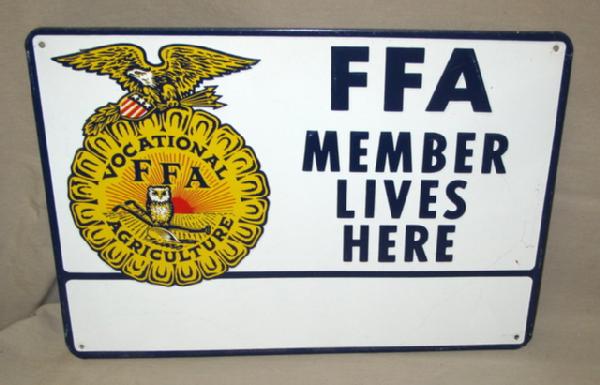 VOCATIONAL
FFA
AGRICULTURE
FFA
MEMBER
LIVES
HERE